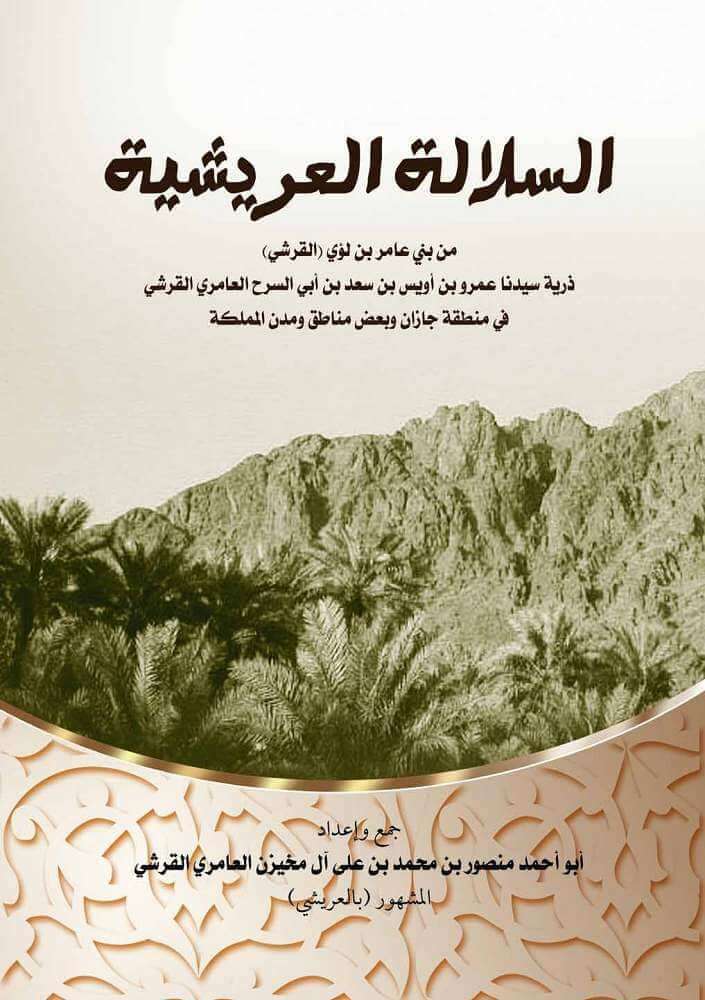 السلالة العريشية
من بني عامر بن لؤي (القرشي)
ذرية سيدنا عمرو بن أويس بن سعد بن أبي السرح العامري القرشي
في منطقة جازان وبعض مناطق ومدن المملكة
جمع وإعداد
أبو أحمد منصور بن محمد بن على آل مخيزن العامري القرشي
المشهور (بالعريشي)